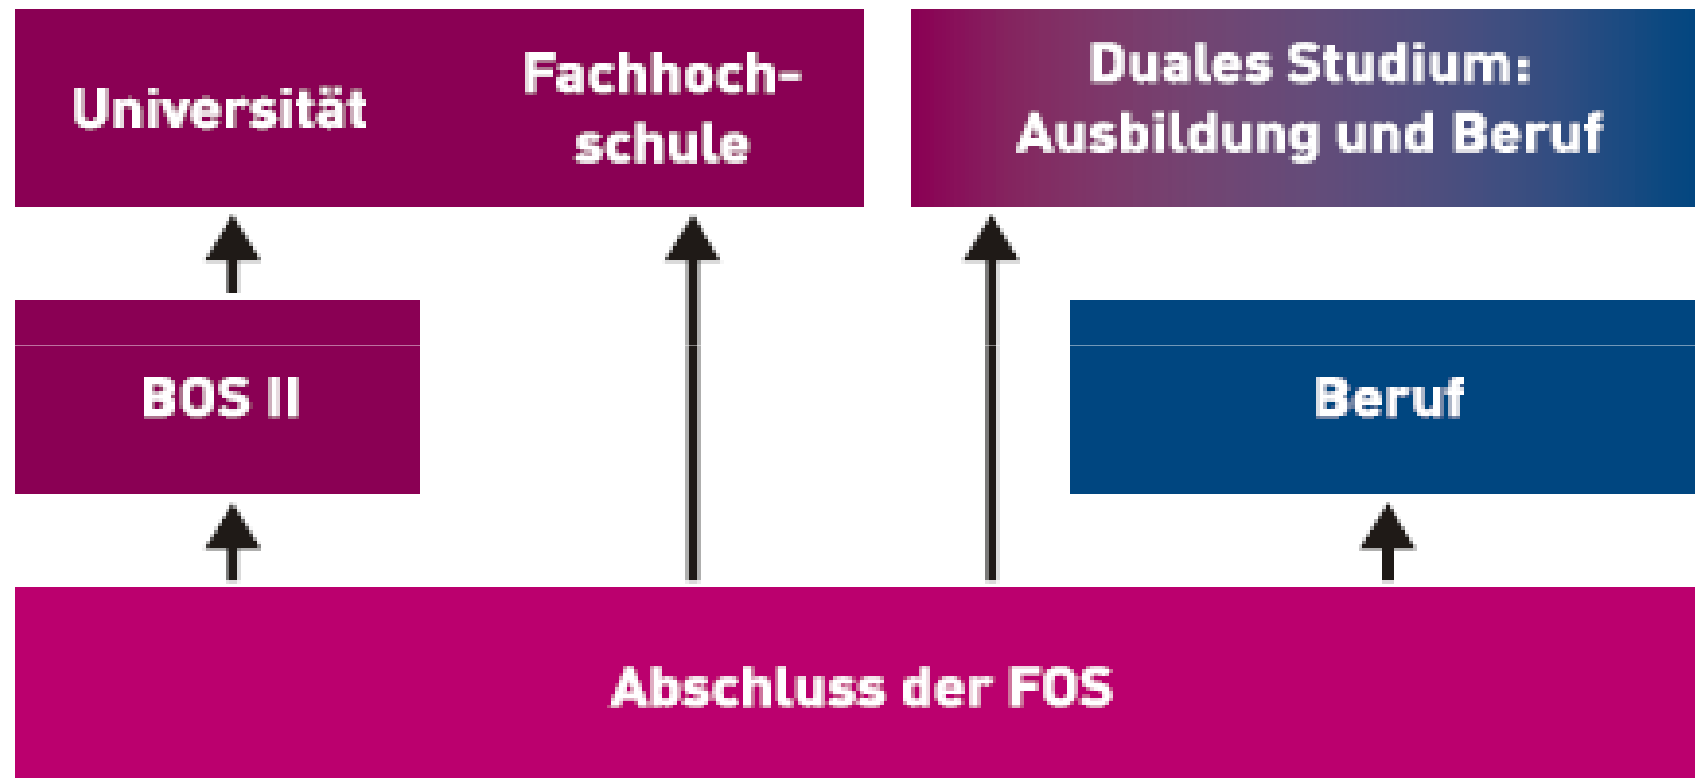 Universität
Fachhoch-
schule
Duales Studium:
Ausbildung und Beruf
BOS II
Beruf
Abschluss der FOS